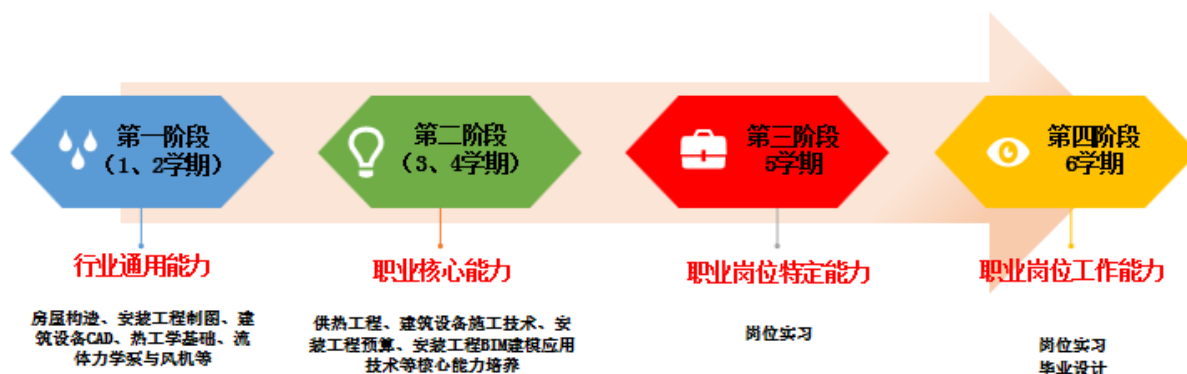 第一阶段
（1、2学期）
第二阶段
（3、4学期）
第三阶段
5学期
第四阶段
6学期
行业通用能力
职业核心能力
职业岗位特定能力
职业岗位工作能力
房屋构造、安装工程制图、建
筑设备CAD、热工学基础、流
体力学泵与风机等
供热工程、建筑设备施工技术、安
装工程预算、安装工程BIM建模应用
技术等核心能力培养
岗位实习
岗位实习
毕业设计